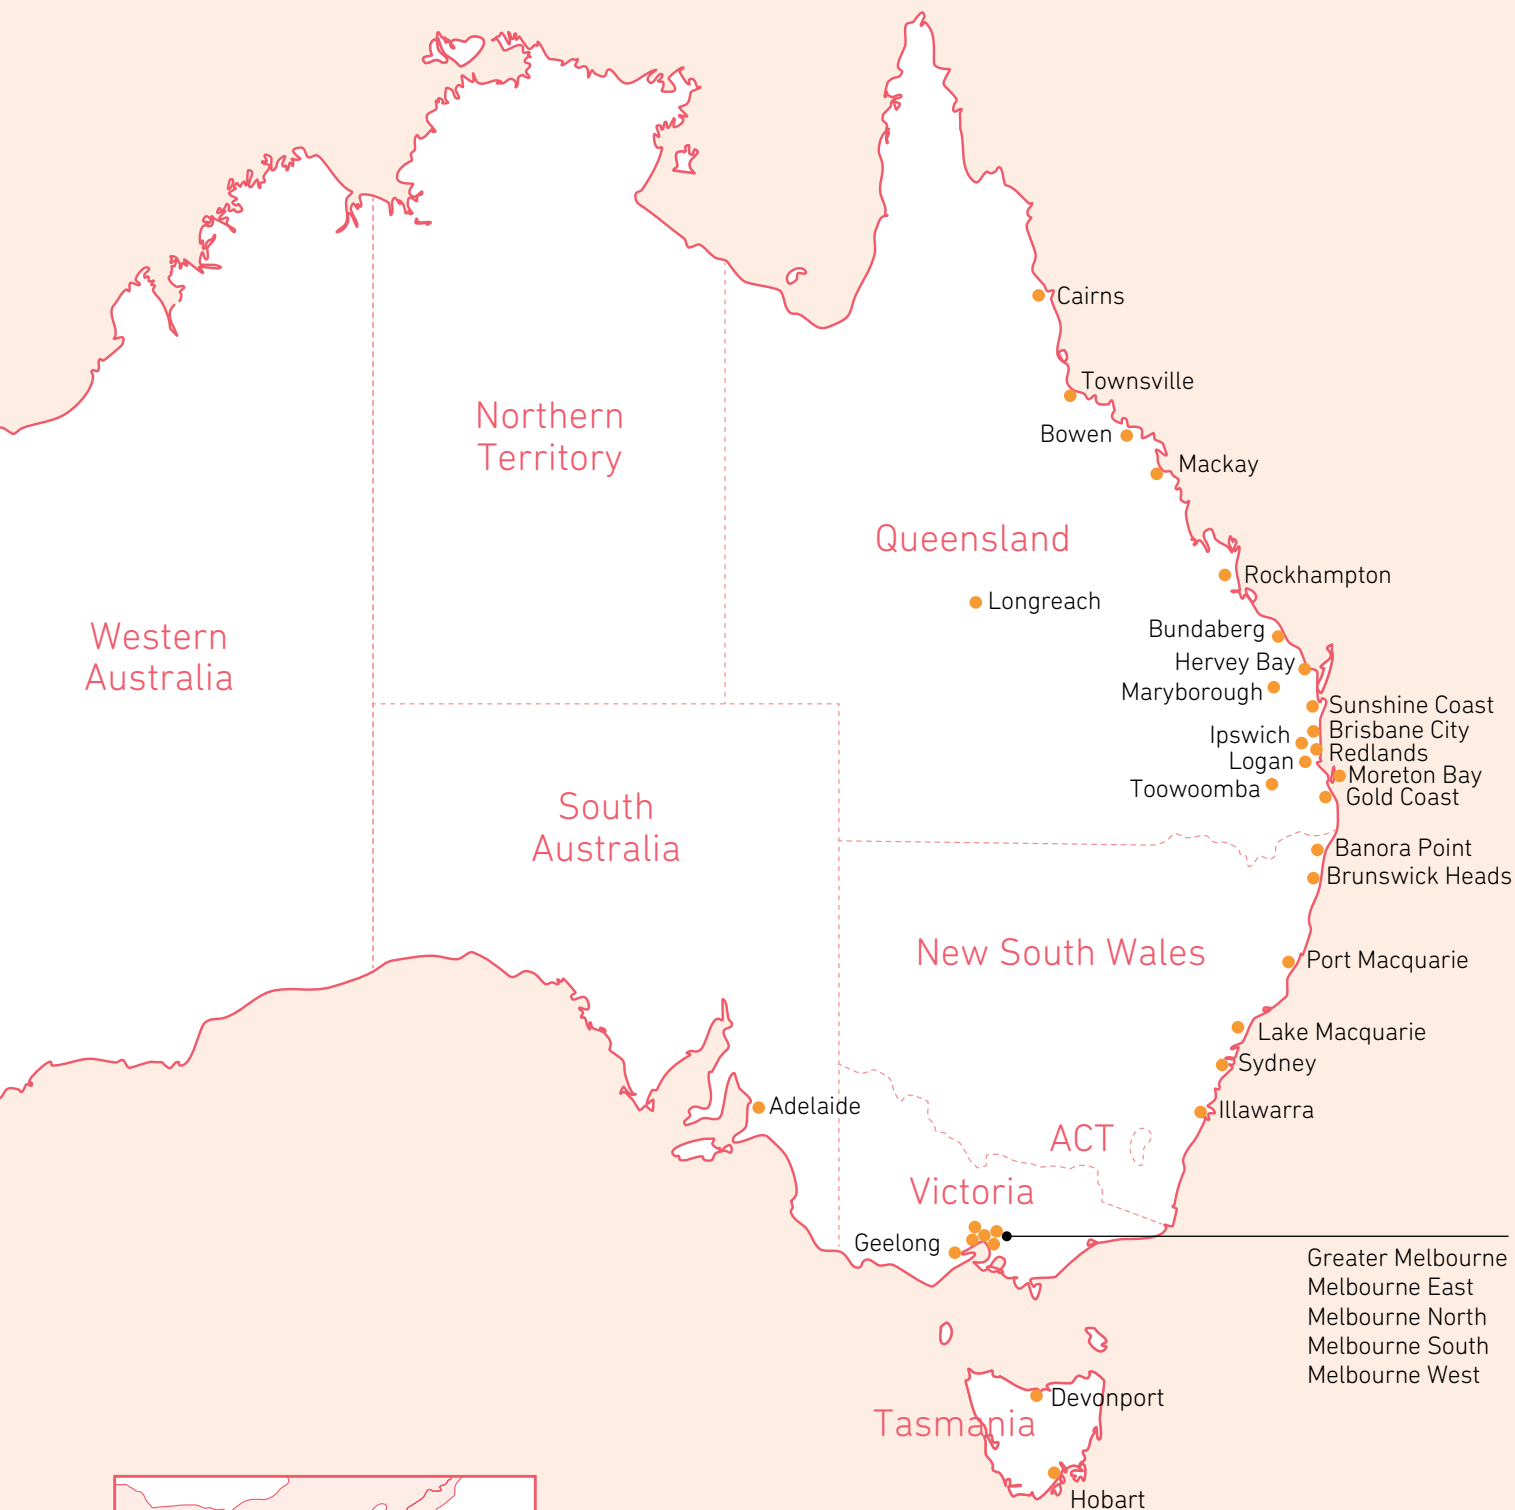 Cairns
Townsville
Northern
Territory
Bowen
Mackay
Queensland
Rockhampton
Longreach
Western
Australia
Bundaberg
Hervey Bay
Maryborough
Sunshine Coast
Brisbane City
Ipswich
Redlands
Logan
Moreton Bay
Toowoomba
Gold Coast
South
Australia
Banora Point
Brunswick Heads
New South Wales
Port Macquarie
Lake Macquarie
Sydney
Adelaide
Illawarra
ACT
Victoria
Geelong
Greater Melbourne
Melbourne East
Melbourne North
Melbourne South
Melbourne West
Devonport
Tasmania
Hobart